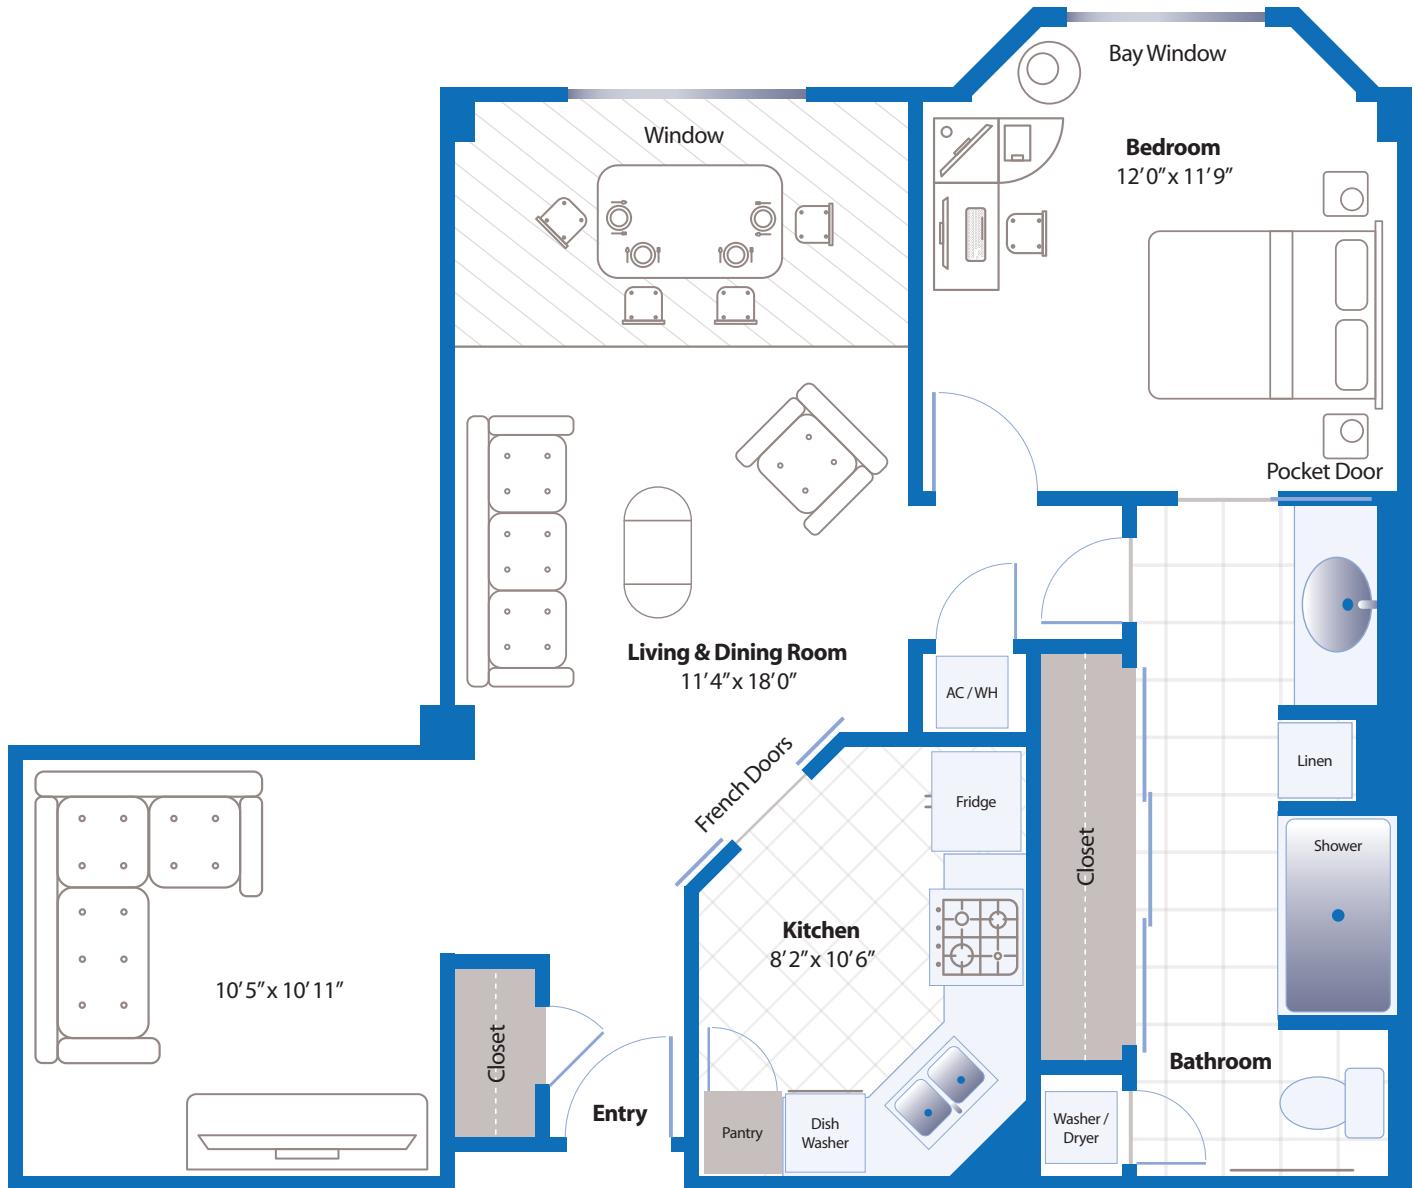 Bay Window
Window
Bedroom
12’0” x 11’9”
Pocket Door
Living & Dining Room
11’4” x 18’0”
AC / WH
French Doors
Linen
Fridge
Shower
Closet
Kitchen
8’2” x 10’6”
10’5” x 10’11”
Closet
Bathroom
Entry
Pantry
Dish
Washer
Washer /
Dryer